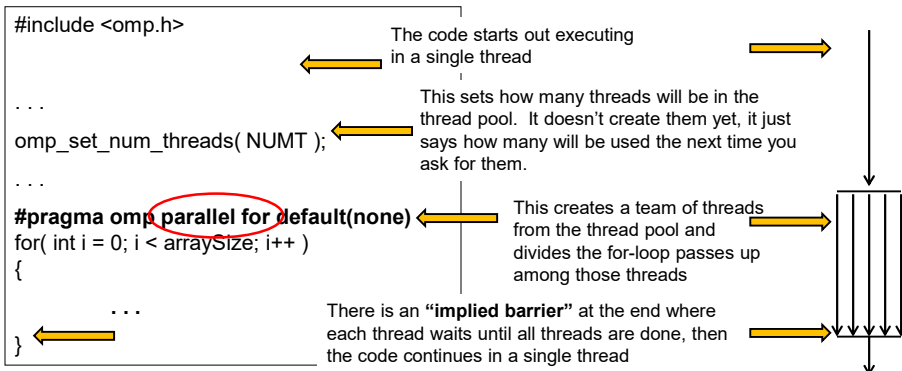 #include <omp.h>
The code starts out executing
in a single thread
. . .
This sets how many threads will be in the
thread pool.  It doesn’t create them yet, it just
says how many will be used the next time you
ask for them.
omp_set_num_threads( NUMT );
. . .
#pragma omp parallel for default(none)
for( int i = 0; i < arraySize; i++ )
{
This creates a team of threads
from the thread pool and
divides the for-loop passes up
among those threads
. . .
}
There is an “implied barrier” at the end where
each thread waits until all threads are done, then
the code continues in a single thread